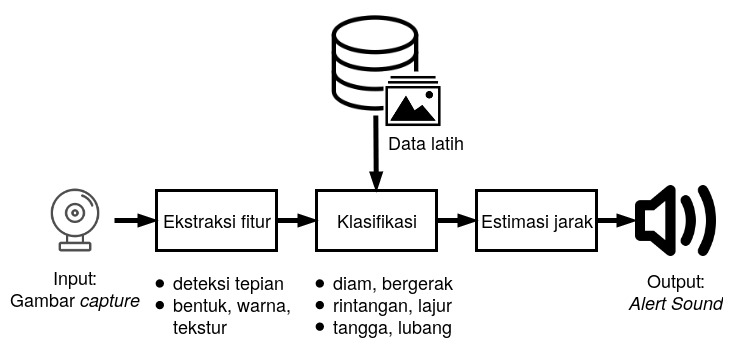 Data latih
Ekstraksi fitur
Klasifikasi
Estimasi jarak
Input:
Gambar capture
• deteksi tepian
• bentuk, warna,
tekstur
• diam, bergerak
• rintangan, lajur
• tangga, lubang
Output:
Alert Sound